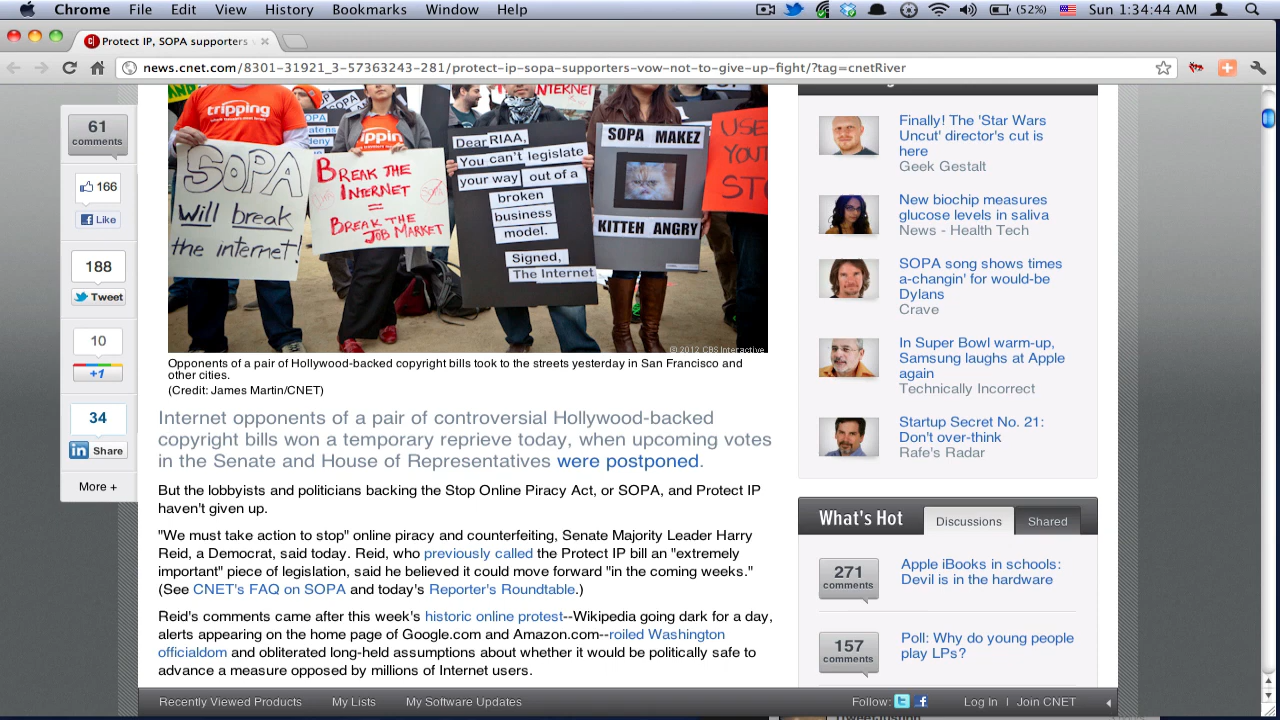 Chrome File Edit View History Bookmarks Window Help (52%) Sun 1:34:44 AM
Protect IP, SOPA supporters
news.cnet.com/8301-31921_3-57363243-281/protect-ip-sopa-supporters-vow-not-to-give-up-fight/?tag=cnetRiver
61
comments
166
Like
188
Tweet
10
+1
34
in Share
More +
tripping
SOPA
will break
the internet!
BREAK THE
INTERNET
=
BREAK THE
JOB MARKET
Dear RIAA,
You can't legislate
your way out of a
broken
business
model.
Signed,
The Internet
SOPA MAKEZ
KITTEH ANGRY
© 2012 CBS Interactive
Opponents of a pair of Hollywood-backed copyright bills took to the streets yesterday in San Francisco and
other cities.
(Credit: James Martin/CNET)
Internet opponents of a pair of controversial Hollywood-backed
copyright bills won a temporary reprieve today, when upcoming votes
in the Senate and House of Representatives were postponed.
But the lobbyists and politicians backing the Stop Online Piracy Act, or SOPA, and Protect IP
haven't given up.
"We must take action to stop" online piracy and counterfeiting, Senate Majority Leader Harry
Reid, a Democrat, said today. Reid, who previously called the Protect IP bill an "extremely
important" piece of legislation, said he believed it could move forward "in the coming weeks."
(See CNET's FAQ on SOPA and today's Reporter's Roundtable.)
Reid's comments came after this week's historic online protest--Wikipedia going dark for a day,
alerts appearing on the home page of Google.com and Amazon.com--roiled Washington
officialdom and obliterated long-held assumptions about whether it would be politically safe to
advance a measure opposed by millions of Internet users.
Finally! The 'Star Wars
Uncut' director's cut is
here
Geek Gestalt
New biochip measures
glucose levels in saliva
News - Health Tech
SOPA song shows times
a-changin' for would-be
Dylans
Crave
In Super Bowl warm-up,
Samsung laughs at Apple
again
Technically Incorrect
Startup Secret No. 21:
Don't over-think
Rafe's Radar
What's Hot Discussions Shared
271
comments
Apple iBooks in schools:
Devil is in the hardware
157
comments
Poll: Why do young people
play LPs?
Recently Viewed Products My Lists My Software Updates Follow: Log In | Join CNET